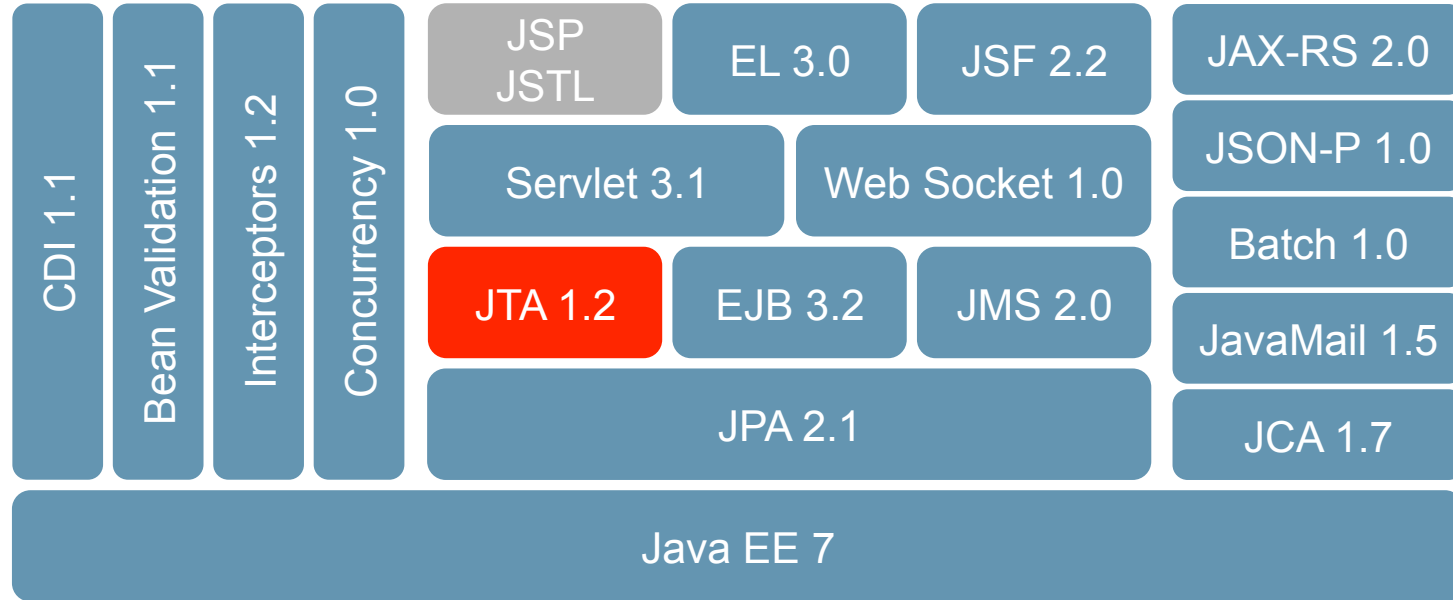 CDI 1.1
Bean Validation 1.1
Interceptors 1.2
Concurrency 1.0
JSP
JSTL
EL 3.0
JSF 2.2
Servlet 3.1
Web Socket 1.0
JTA 1.2
EJB 3.2
JMS 2.0
JPA 2.1
JAX-RS 2.0
JSON-P 1.0
Batch 1.0
JavaMail 1.5
JCA 1.7
Java EE 7